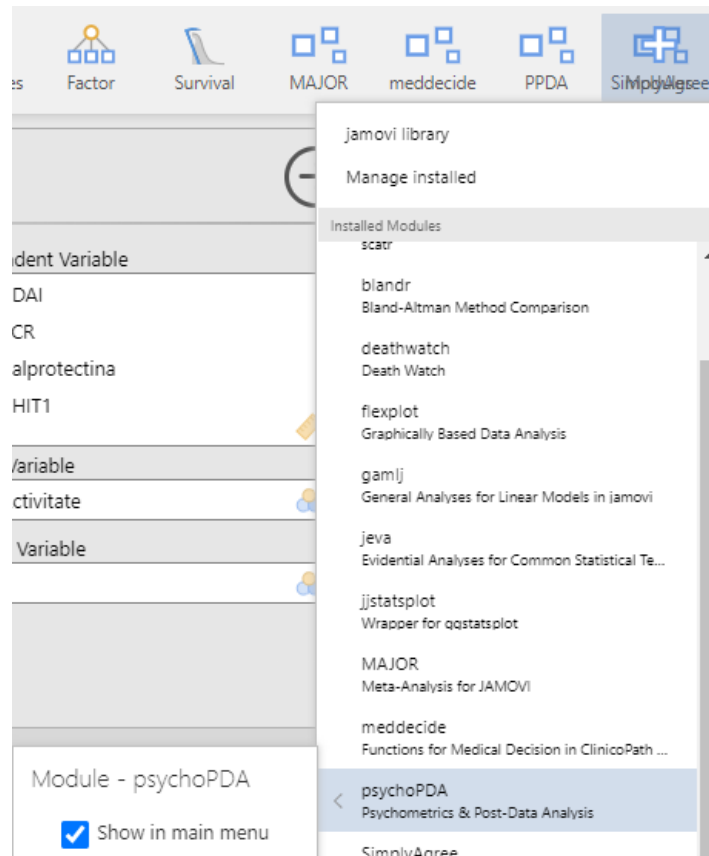 es Factor Survival MAJOR meddecide PPDA
jamovi library
Manage installed
Installed Modules
scatr
blandr
Bland-Altman Method Comparison
deathwatch
Death Watch
flexplot
Graphically Based Data Analysis
gamlj
General Analyses for Linear Models in jamovi
jeva
Evidential Analyses for Common Statistical Te...
jjstatsplot
Wrapper for ggstatsplot
MAJOR
Meta-Analysis for JAMOVI
meddecide
Functions for Medical Decision in ClinicoPath ...
psychoPDA
Psychometrics & Post-Data Analysis
SimplyAgree
ndent Variable
DAI
CR
alprotectina
HIT1
Variable
ctivitate
Variable
Module - psychoPDA
Show in main menu